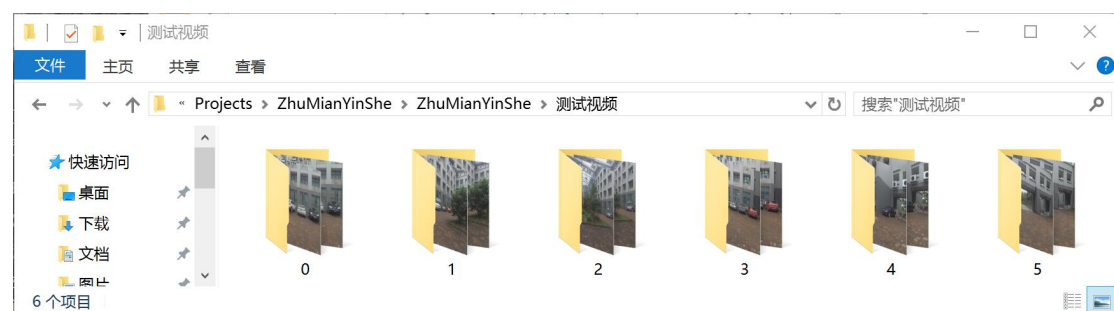 测试视频
文件 主页 共享 查看
« Projects > ZhuMianYinShe > ZhuMianYinShe > 测试视频 搜索"测试视频"
快速访问
桌面
下载
文档
图片
0 1 2 3 4 5
6 个项目